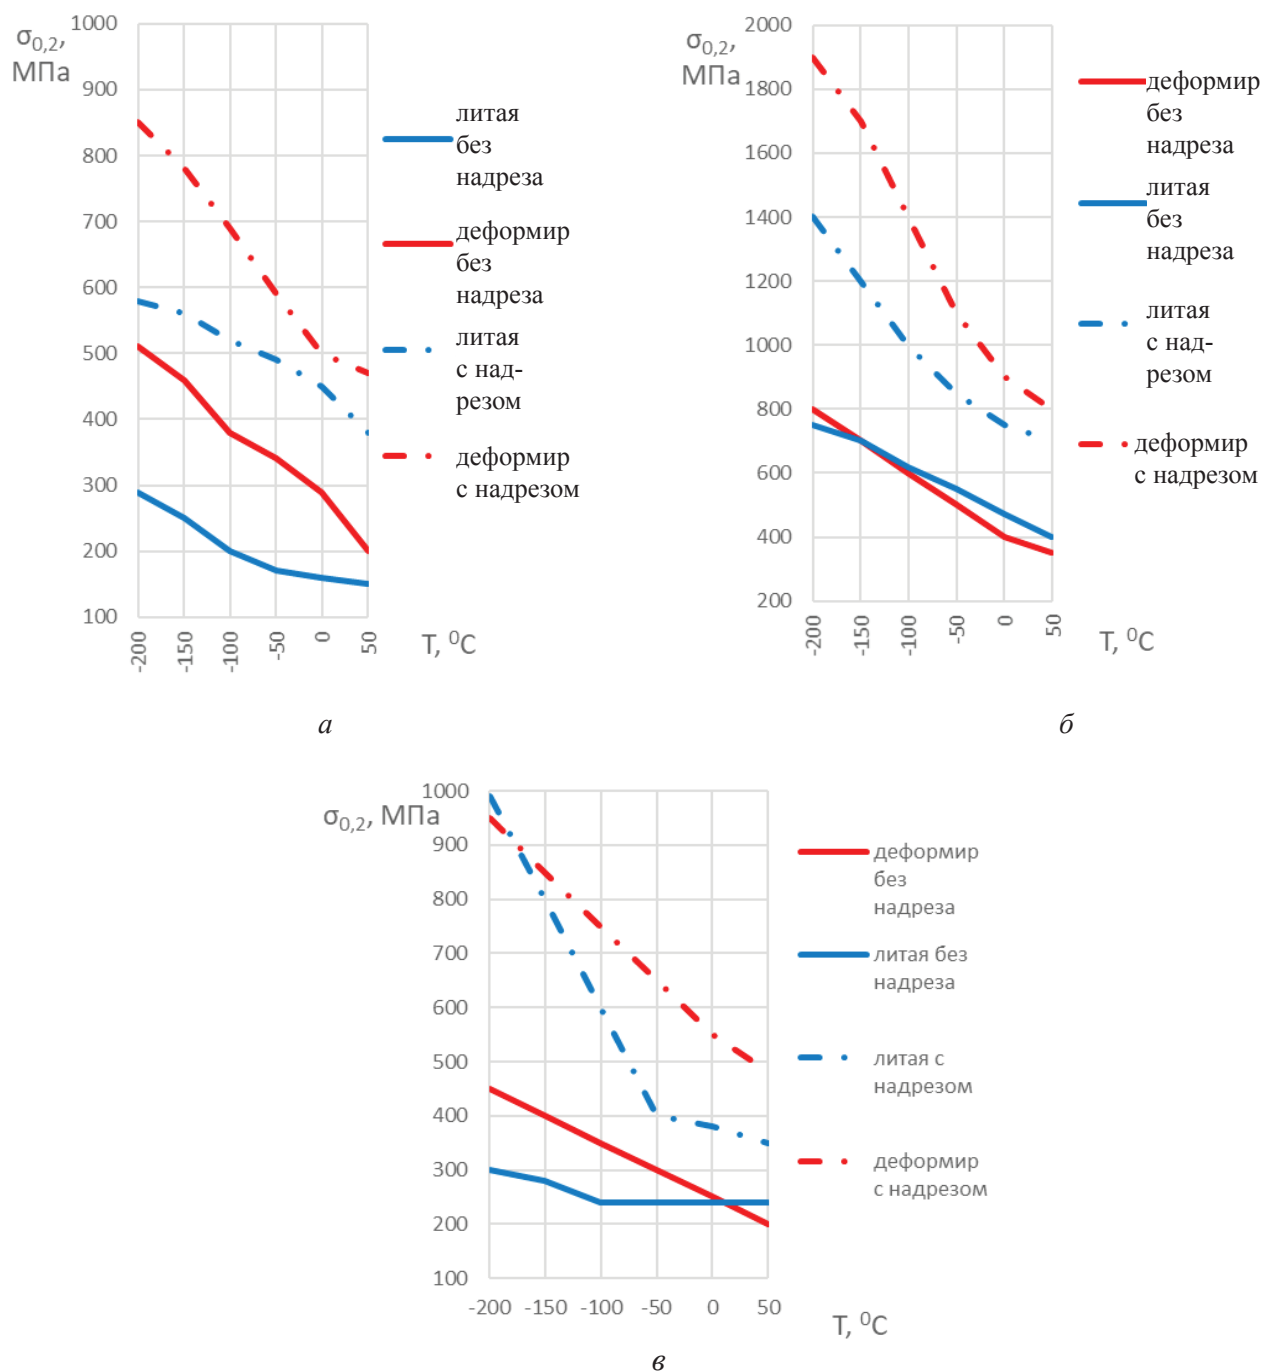 σ0,2,
МПа
1000
900
800
700
600
500
400
300
200
100
-200
-150
-100
-50
0
50
T, ⁰C
литая
без
надреза
деформир
без
надреза
литая
с над-
резом
деформир
с надрезом
а
σ0,2,
МПа
2000
1800
1600
1400
1200
1000
800
600
400
200
-200
-150
-100
-50
0
50
T, ⁰C
деформир
без
надреза
литая
без
надреза
литая
с над-
резом
деформир
с надрезом
б
σ0,2, МПа
1000
900
800
700
600
500
400
300
200
100
-200 -150 -100 -50 0 50
T, ⁰C
деформир
без
надреза
литая без
надреза
литая с
надрезом
деформир
с надрезом
в